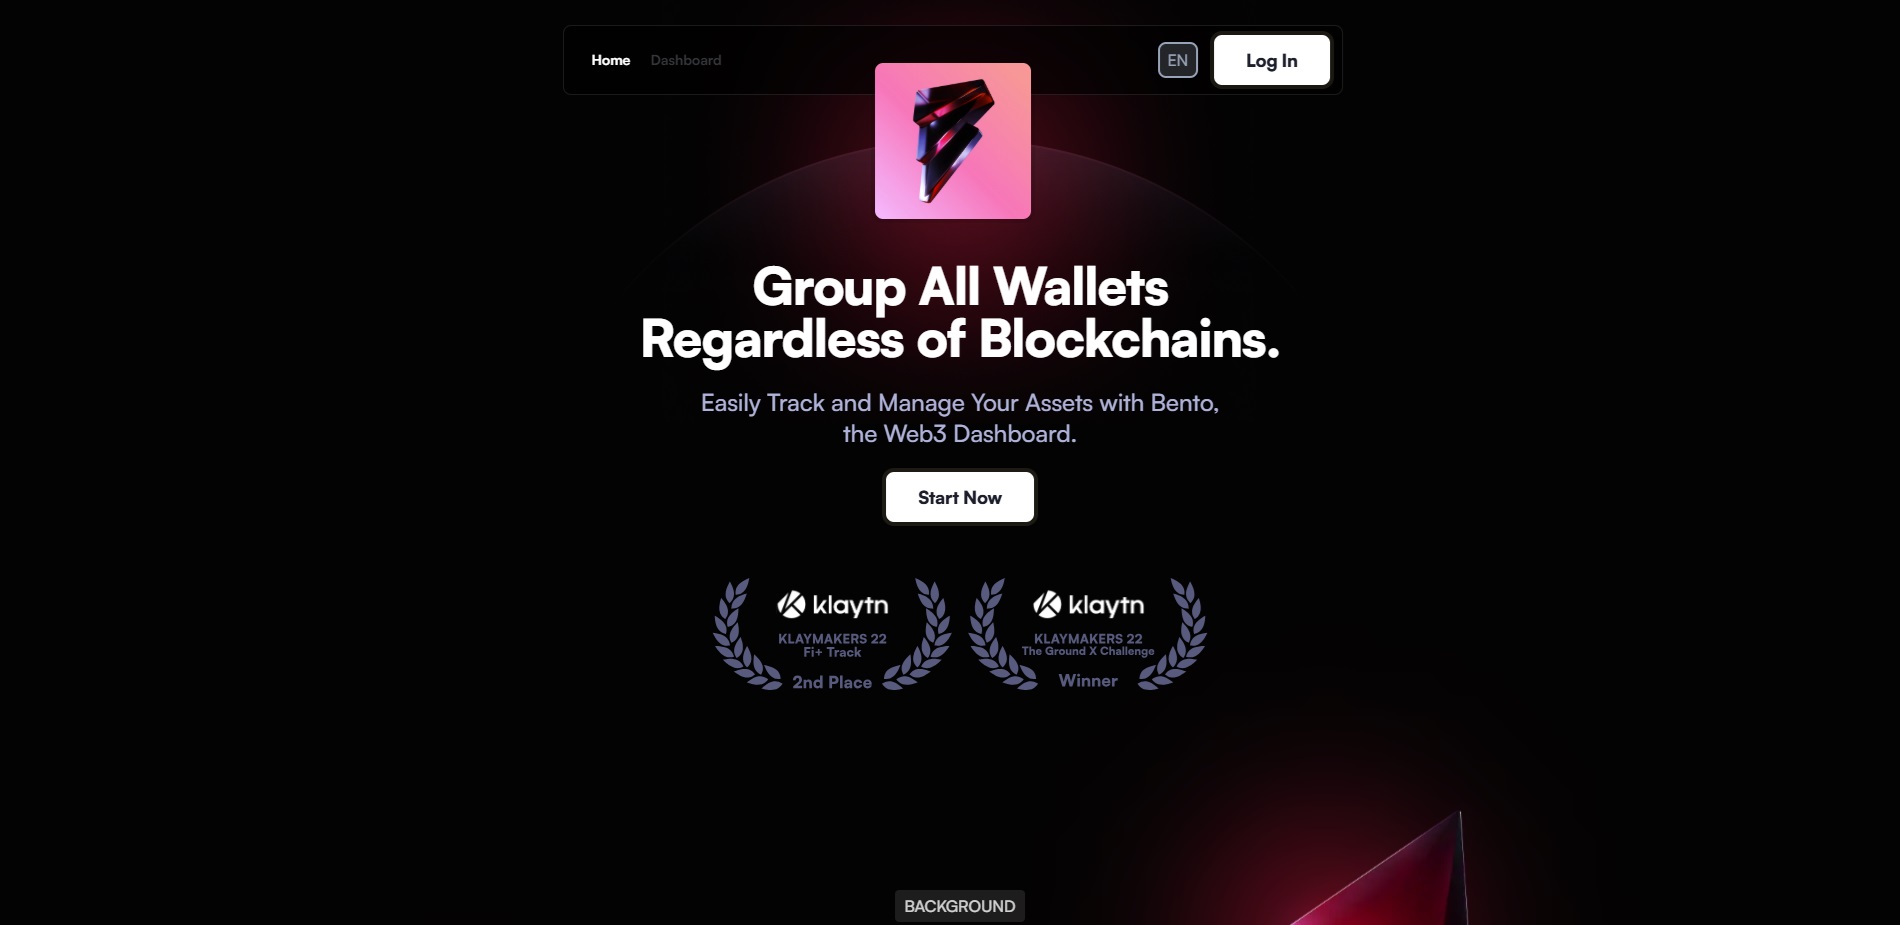 Home Dashboard EN Log In
Group All Wallets
Regardless of Blockchains.
Easily Track and Manage Your Assets with Bento,
the Web3 Dashboard.
Start Now
klaytn
KLAYMAKERS 22
Fi+ Track
2nd Place
klaytn
KLAYMAKERS 22
The Ground X Challenge
Winner
BACKGROUND